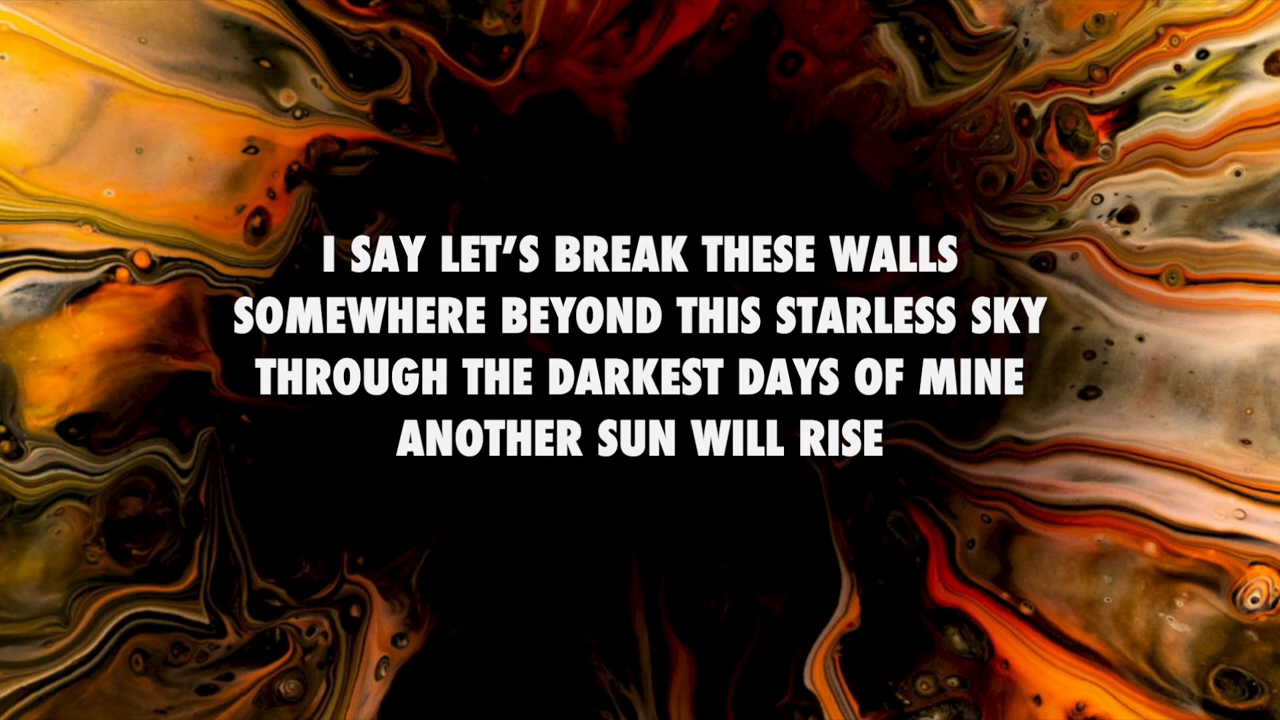 I SAY LET’S BREAK THESE WALLS
SOMEWHERE BEYOND THIS STARLESS SKY
THROUGH THE DARKEST DAYS OF MINE
ANOTHER SUN WILL RISE